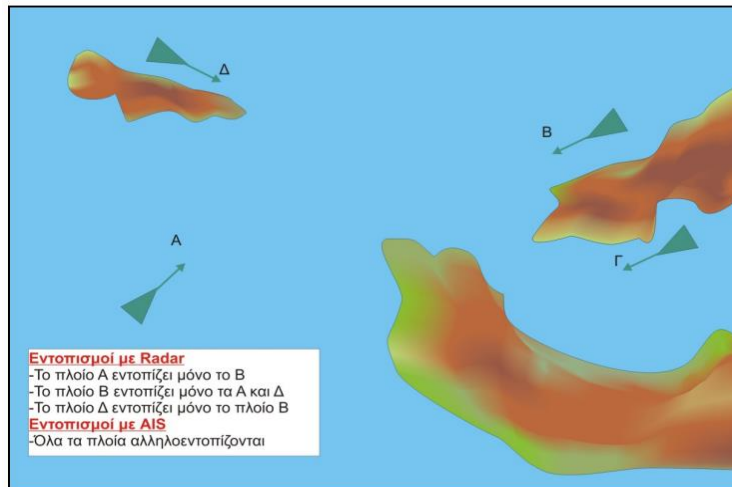 Δ
Β
Α
Γ
Εντοπισμοί με Radar
-Το πλοίο Α εντοπίζει μόνο το Β
-Το πλοίο Β εντοπίζει μόνο τα Α και Δ
-Το πλοίο Δ εντοπίζει μόνο το πλοίο Β
Εντοπισμοί με AIS
-Όλα τα πλοία αλληλοεντοπίζονται